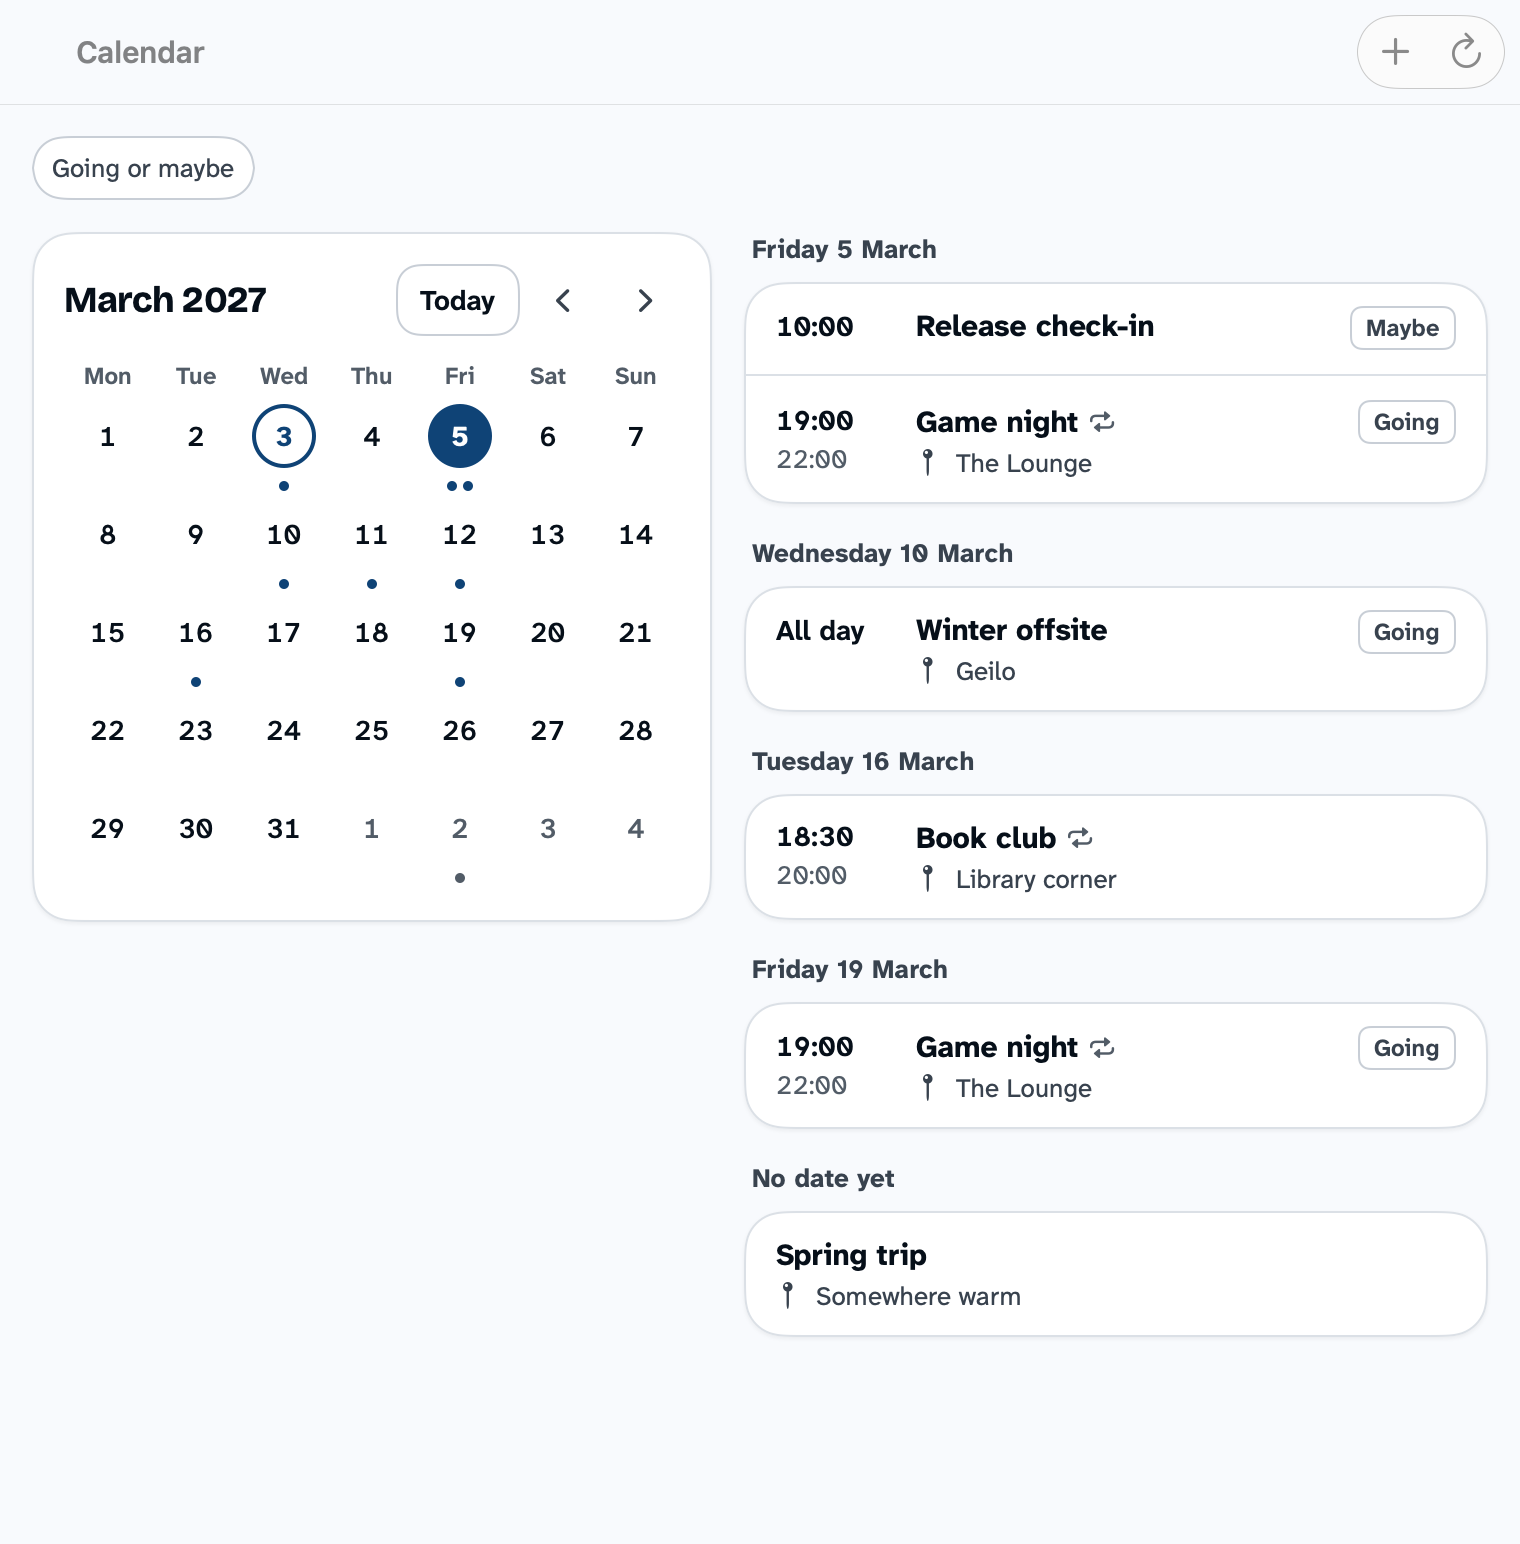 Calendar
Going or maybe
March 2027
Today
Mon Tue Wed Thu Fri Sat Sun
1 2 3 4 5 6 7
8 9 10 11 12 13 14
15 16 17 18 19 20 21
22 23 24 25 26 27 28
29 30 31 1 2 3 4
Friday 5 March
10:00 Release check-in Maybe
19:00 Game night Going
22:00 The Lounge
Wednesday 10 March
All day Winter offsite Going
Geilo
Tuesday 16 March
18:30 Book club
20:00 Library corner
Friday 19 March
19:00 Game night Going
22:00 The Lounge
No date yet
Spring trip
Somewhere warm